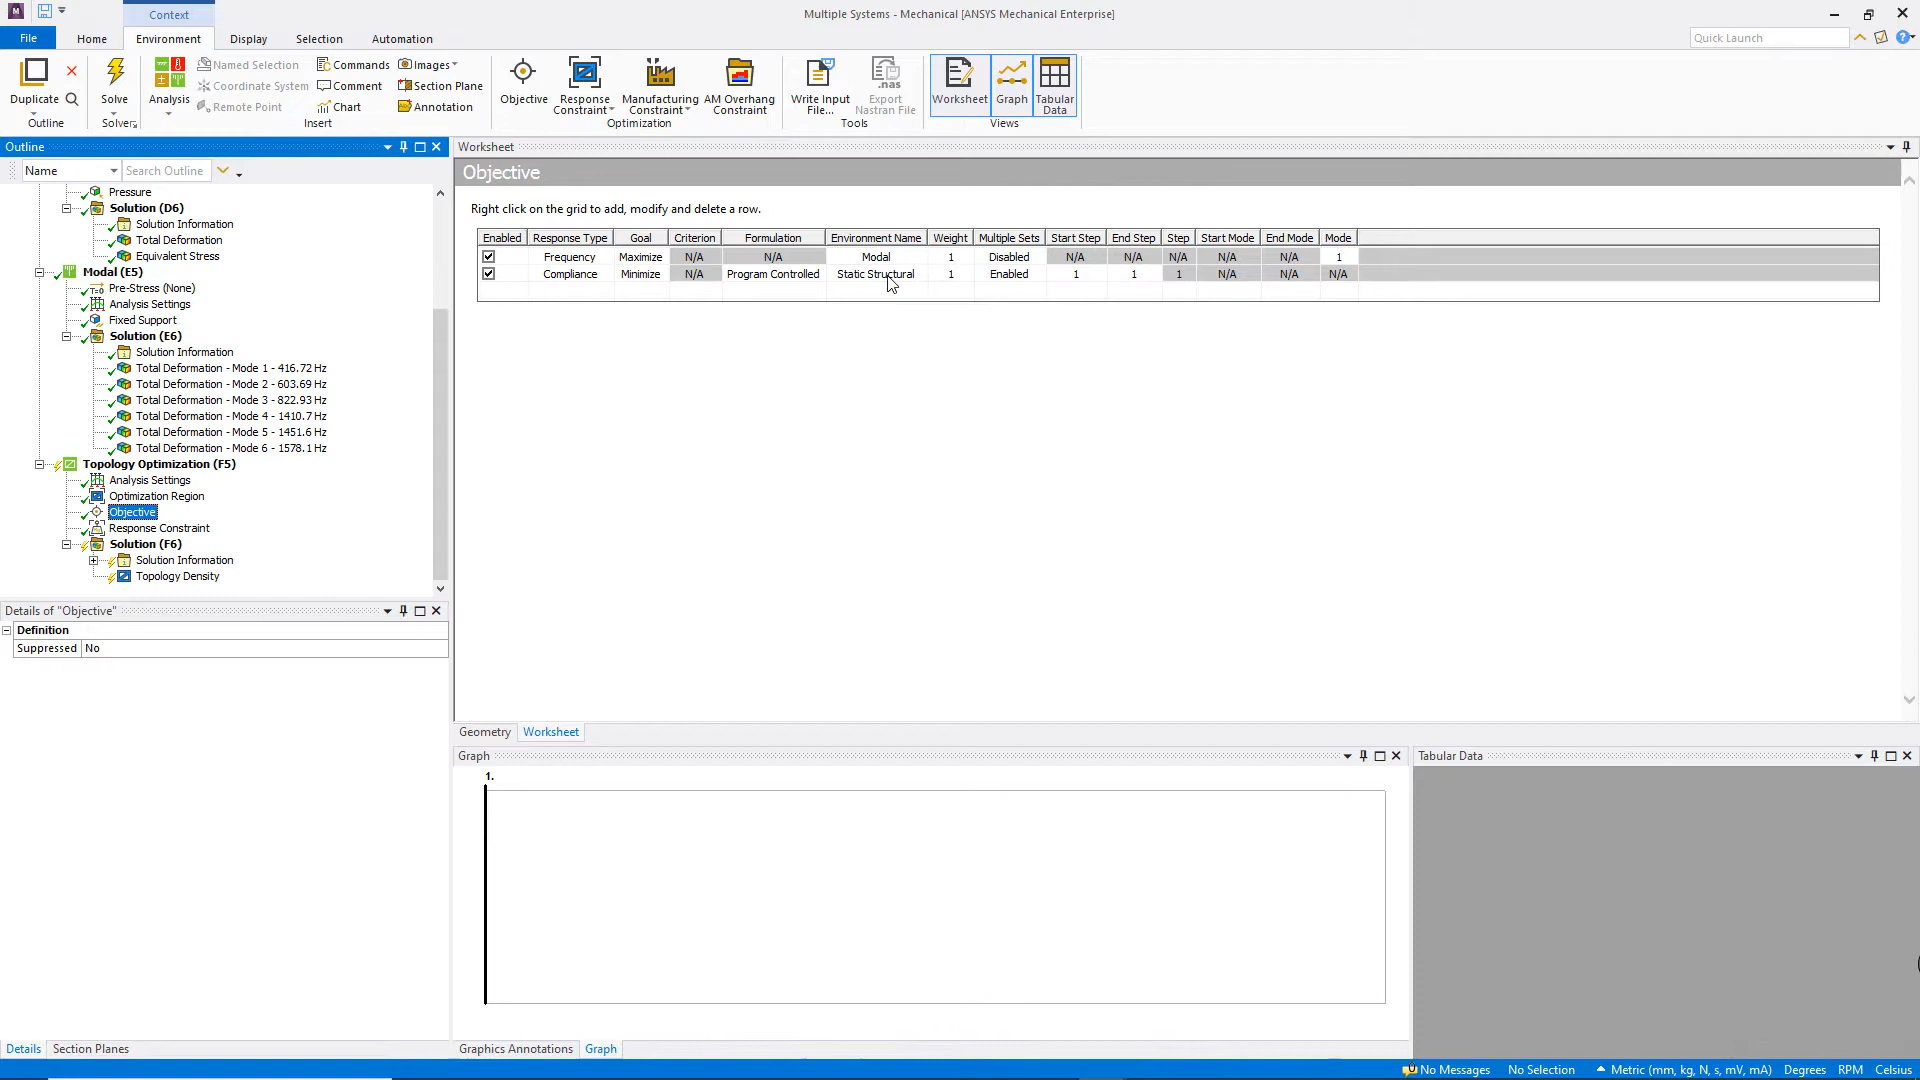 Context
Multiple Systems - Mechanical [ANSYS Mechanical Enterprise]
File Home Environment Display Selection Automation
Quick Launch
Duplicate
Outline
Solve
Solver
Analysis
Named Selection
Coordinate System
Remote Point
Commands
Comment
Chart
Images
Section Plane
Annotation
Insert
Objective
Response Constraint
Manufacturing Constraint
AM Overhang Constraint
Optimization
Write Input File...
Export Nastran File
Tools
Worksheet
Graph
Tabular Data
Views
Outline
Name Search Outline
Pressure
Solution (D6)
Solution Information
Total Deformation
Equivalent Stress
Modal (E5)
Pre-Stress (None)
Analysis Settings
Fixed Support
Solution (E6)
Solution Information
Total Deformation - Mode 1 - 416.72 Hz
Total Deformation - Mode 2 - 603.69 Hz
Total Deformation - Mode 3 - 822.93 Hz
Total Deformation - Mode 4 - 1410.7 Hz
Total Deformation - Mode 5 - 1451.6 Hz
Total Deformation - Mode 6 - 1578.1 Hz
Topology Optimization (F5)
Analysis Settings
Optimization Region
Objective
Response Constraint
Solution (F6)
Solution Information
Topology Density
Details of "Objective"
Definition
Suppressed No
Details Section Planes
Worksheet
Objective
Right click on the grid to add, modify and delete a row.
Enabled Response Type Goal Criterion Formulation Environment Name Weight Multiple Sets Start Step End Step Step Start Mode End Mode Mode
Frequency Maximize N/A N/A Modal 1 Disabled N/A N/A N/A N/A N/A 1
Compliance Minimize N/A Program Controlled Static Structural 1 Enabled 1 1 1 N/A N/A N/A
Geometry Worksheet
Graph
1.
Graphics Annotations Graph
Tabular Data
0 No Messages No Selection Metric (mm, kg, N, s, mV, mA) Degrees RPM Celsius